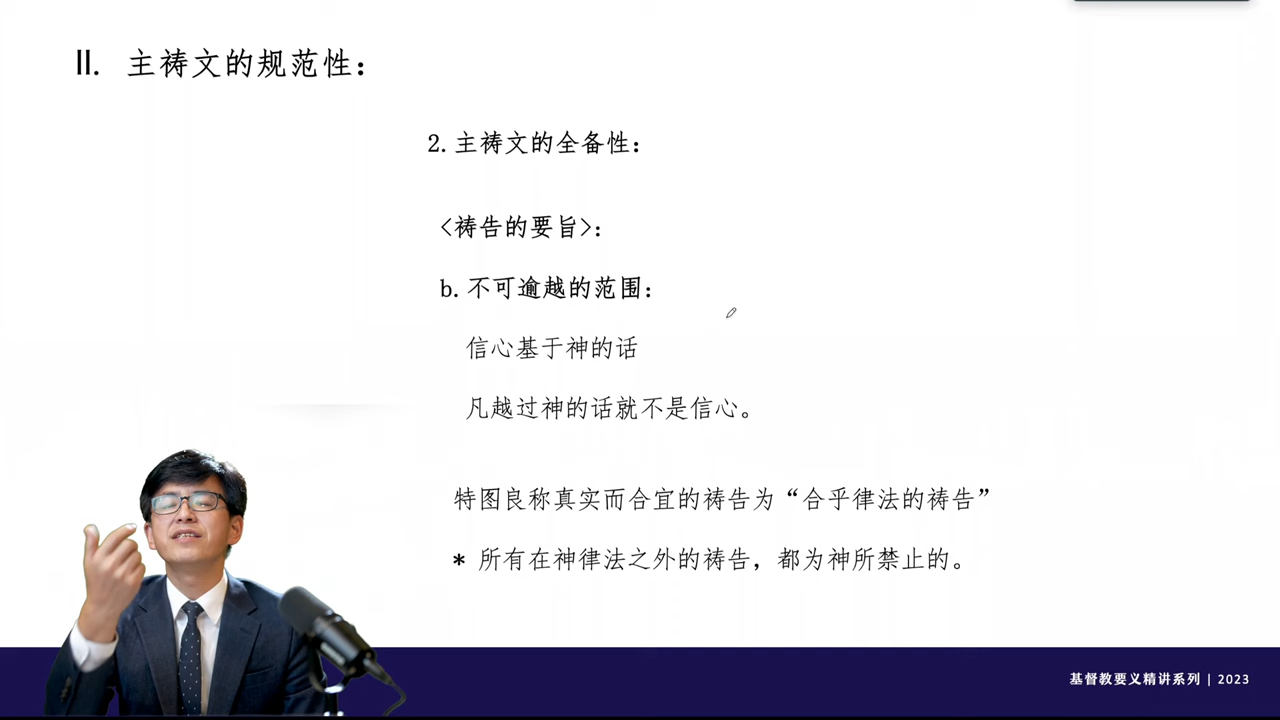 II. 主祷文的规范性：
2.主祷文的全备性：
<祷告的要旨>：
b.不可逾越的范围：
信心基于神的话
凡越过神的话就不是信心。
特图良称真实而合宜的祷告为“合乎律法的祷告”
* 所有在神律法之外的祷告，都为神所禁止的。
基督教要义精讲系列 | 2023